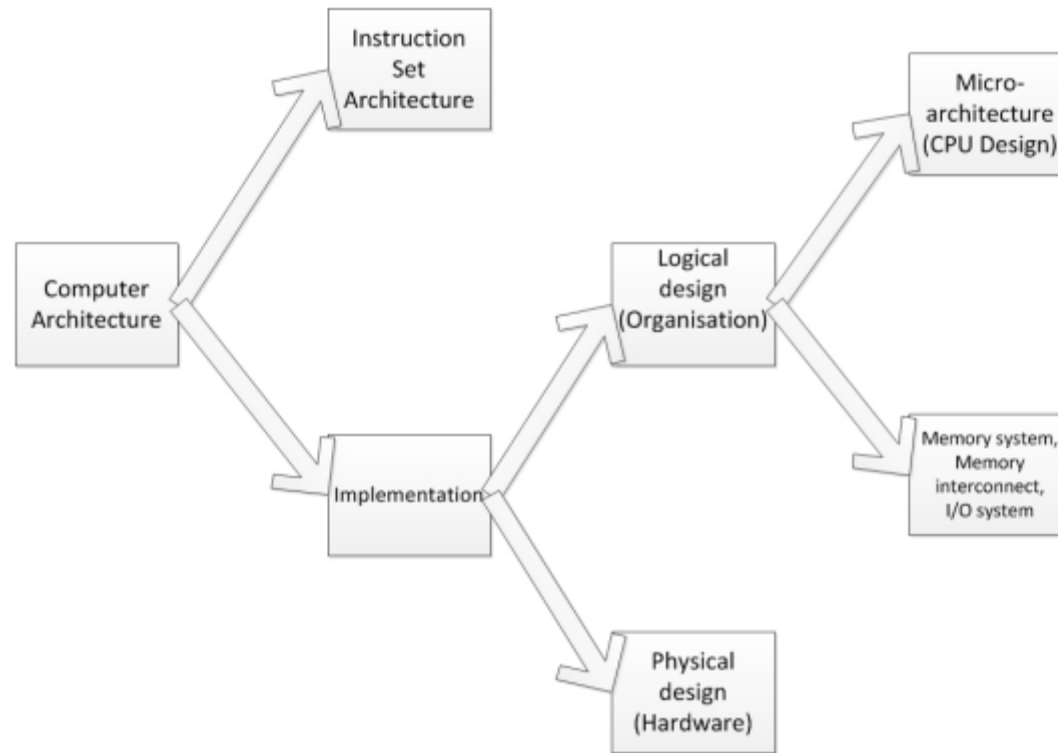 Instruction
Set
Architecture
Micro-
architecture
(CPU Design)
Computer
Architecture
Logical
design
(Organisation)
Implementation
Memory system,
Memory
interconnect,
I/O system
Physical
design
(Hardware)